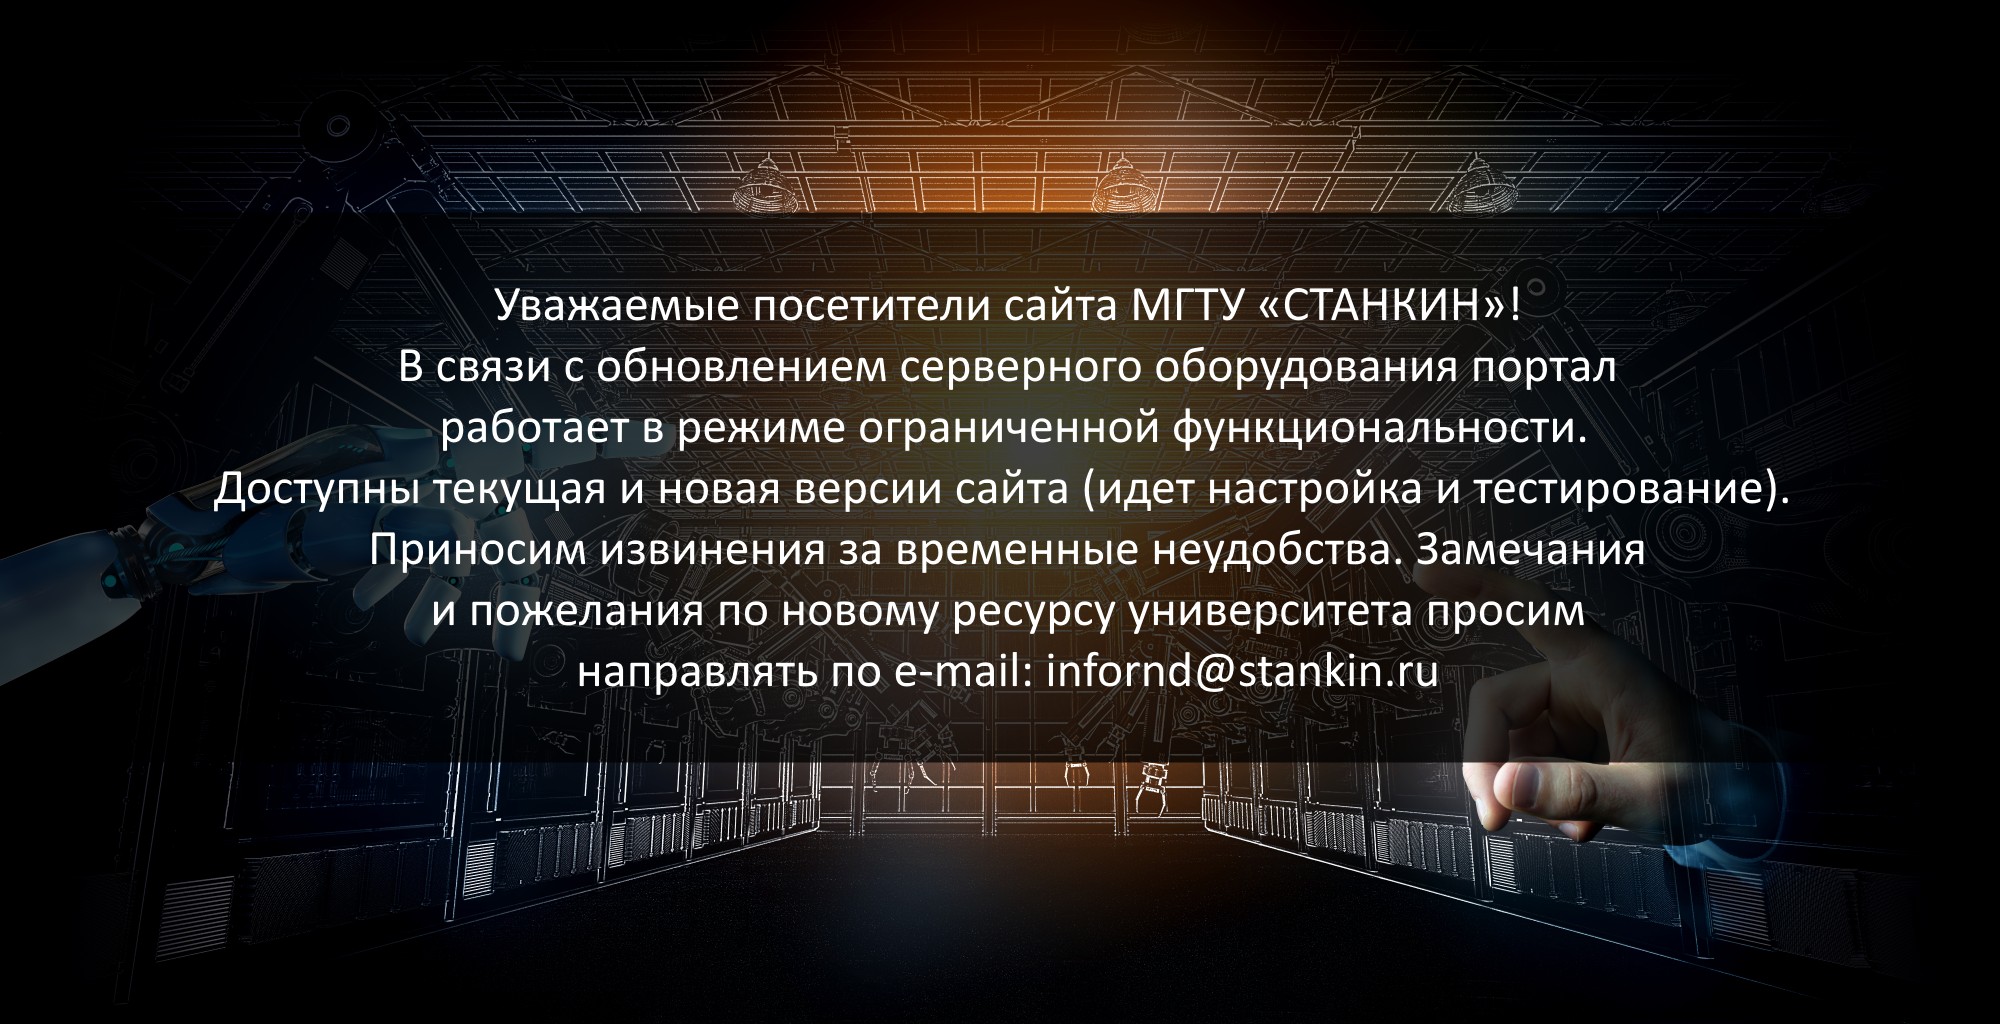 Уважаемые посетители сайта МГТУ «СТАНКИН»!
В связи с обновлением серверного оборудования портал
работает в режиме ограниченной функциональности.
Доступны текущая и новая версии сайта (идет настройка и тестирование).
Приносим извинения за временные неудобства. Замечания
и пожелания по новому ресурсу университета просим
направлять по e-mail: infornd@stankin.ru